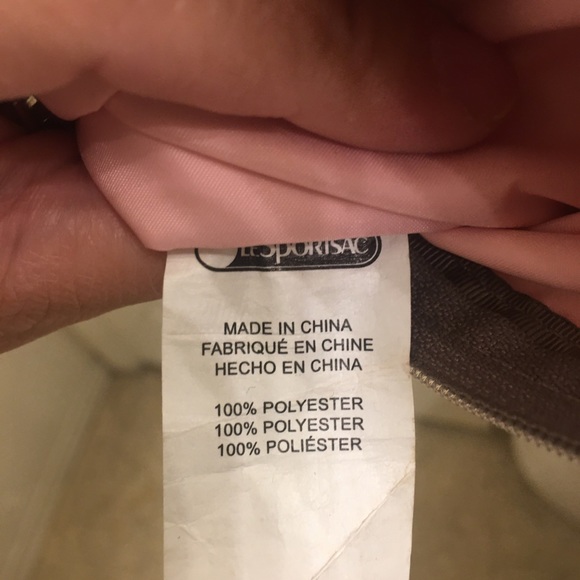 LESPORTSAC
MADE IN CHINA
FABRIQUÉ EN CHINE
HECHO EN CHINA
100% POLYESTER
100% POLYESTER
100% POLIÉSTER